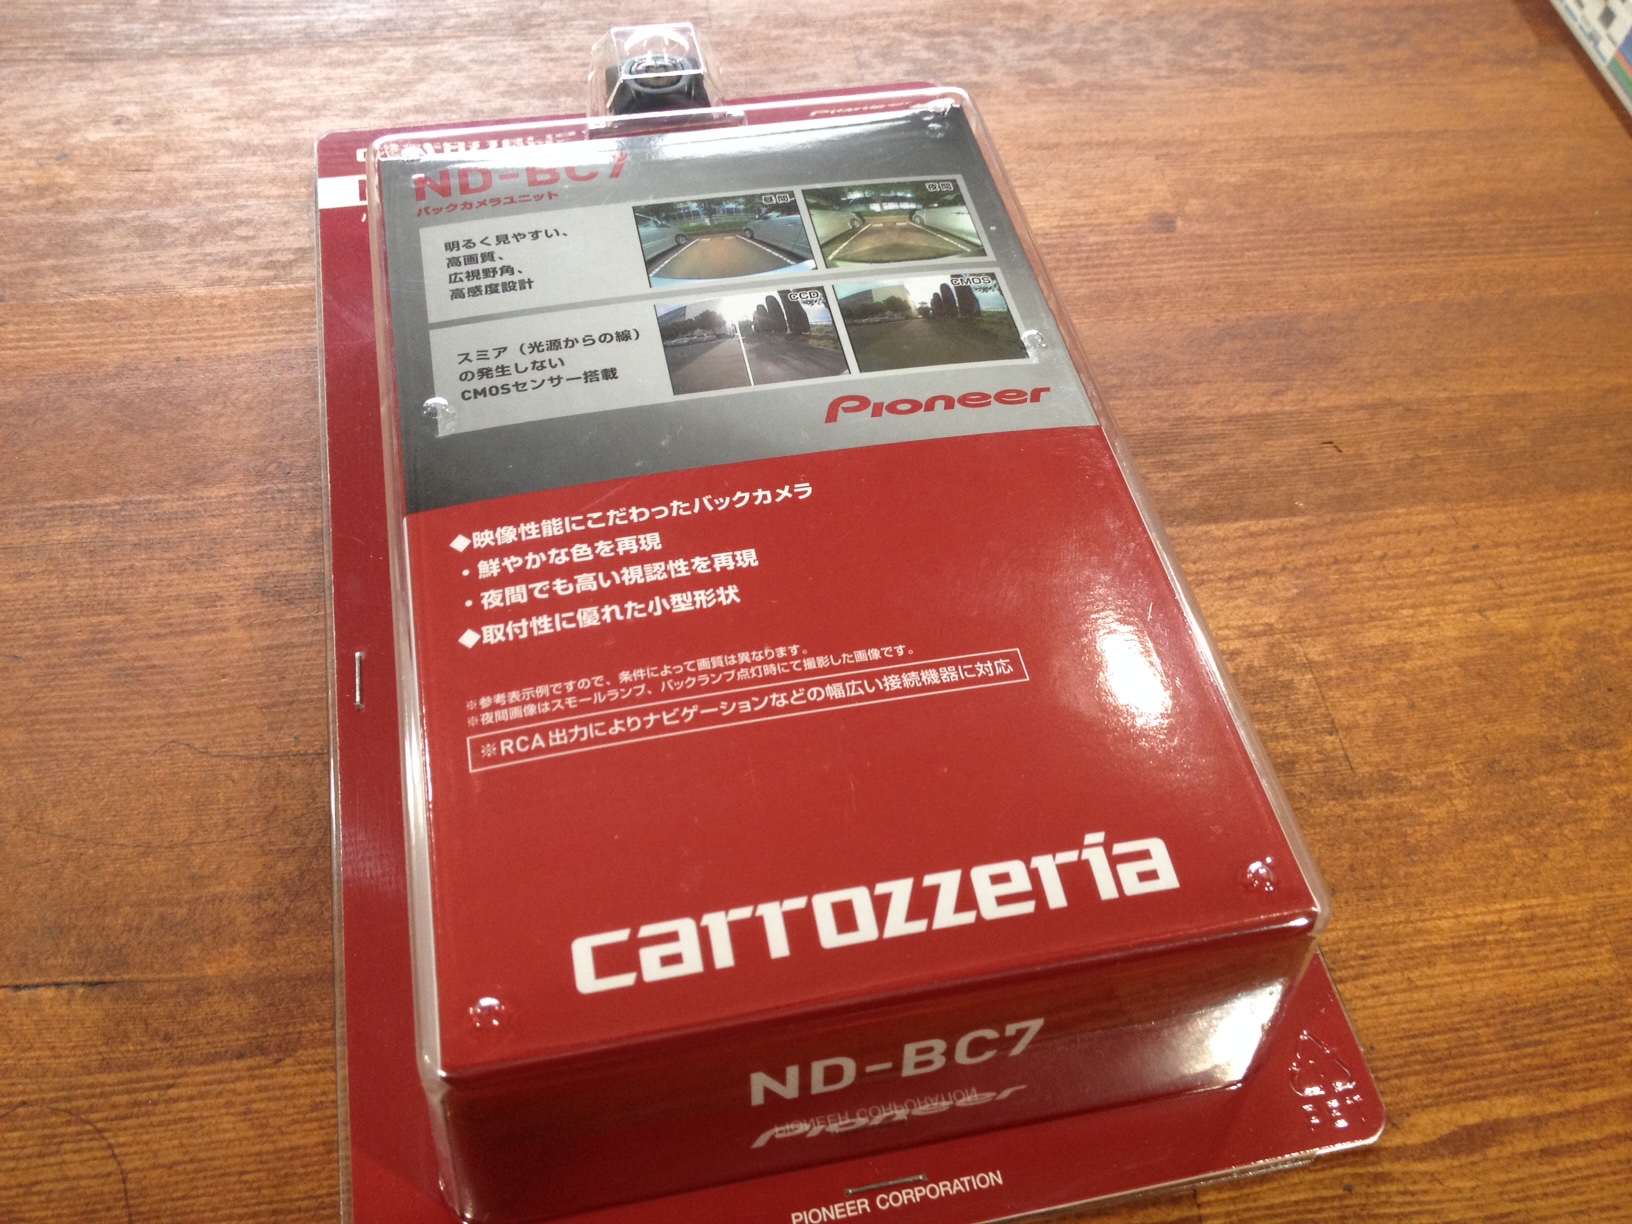 Pioneer
ND-BC7
バックカメラユニット
明るく見やすい、
高画質、
広視野角、
高感度設計
昼間
夜間
スミア（光源からの線）
の発生しない
CMOSセンサー搭載
CCD
CMOS
Pioneer
◆映像性能にこだわったバックカメラ
・鮮やかな色を再現
・夜間でも高い視認性を再現
◆取付性に優れた小型形状
※参考表示例ですので、条件によって画質は異なります。
※夜間画像はスモールランプ、バックランプ点灯時にて撮影した画像です。
※RCA出力によりナビゲーションなどの幅広い接続機器に対応
carrozzeria
ND-BC7
PIONEER CORPORATION